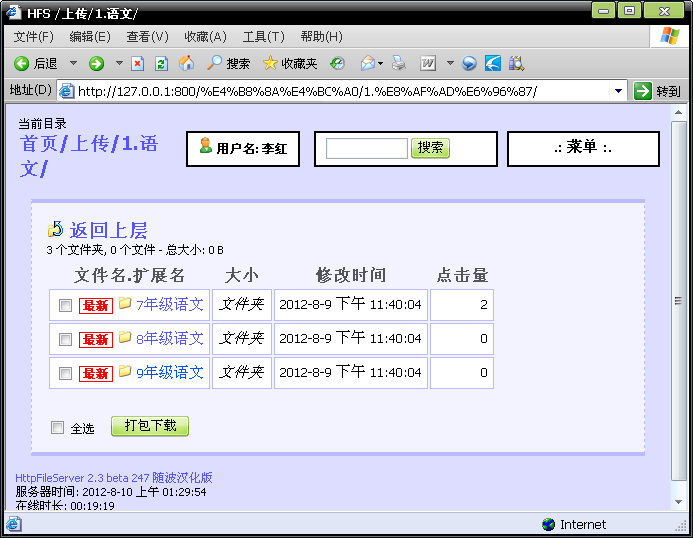 HFS /上传/1.语文/
文件(F) 编辑(E) 查看(V) 收藏(A) 工具(T) 帮助(H)
后退 搜索 收藏夹
地址(D) http://127.0.0.1:800/%E4%B8%8A%E4%BC%A0/1.%E8%AF%AD%E6%96%87/ 转到
当前目录
首页/上传/1.语
文/
用户名: 李红
搜索
.: 菜单 :.
返回上层
3 个文件夹, 0 个文件 - 总大小: 0 B
文件名.扩展名 大小 修改时间 点击量
最新 7年级语文 文件夹 2012-8-9 下午 11:40:04 2
最新 8年级语文 文件夹 2012-8-9 下午 11:40:04 0
最新 9年级语文 文件夹 2012-8-9 下午 11:40:04 0
全选 打包下载
HttpFileServer 2.3 beta 247 随波汉化版
服务器时间: 2012-8-10 上午 01:29:54
在线时长: 00:19:19
Internet